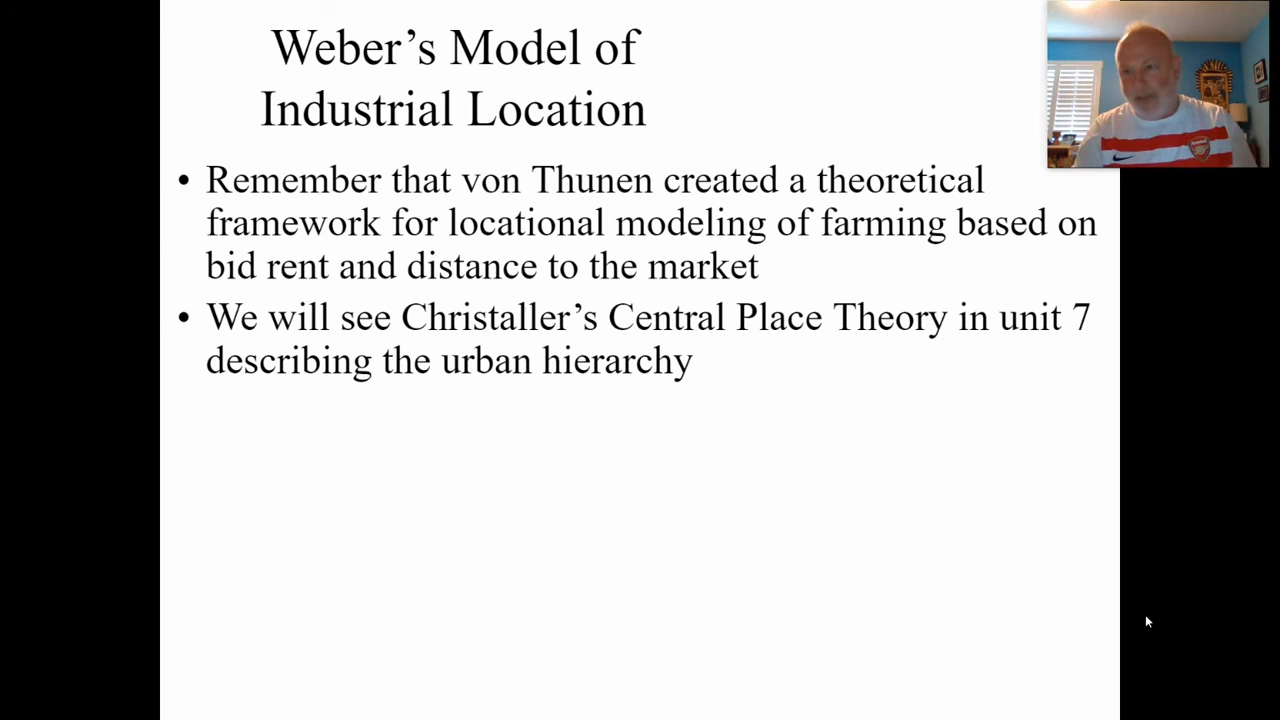 Weber’s Model of
Industrial Location
• Remember that von Thunen created a theoretical
framework for locational modeling of farming based on
bid rent and distance to the market
• We will see Christaller’s Central Place Theory in unit 7
describing the urban hierarchy